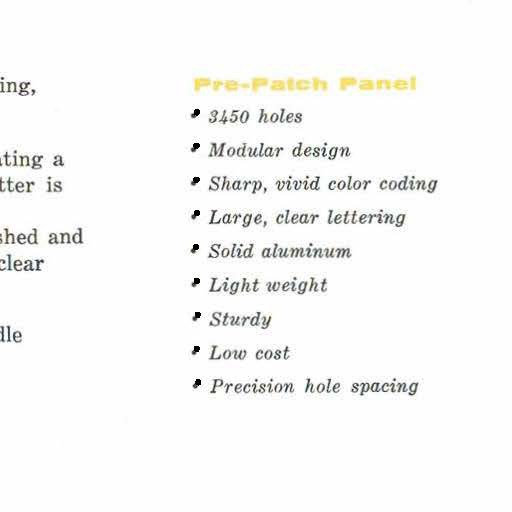 ing,
ting a
tter is
shed and
clear
dle
Pre-Patch Panel
3450 holes
Modular design
Sharp, vivid color coding
Large, clear lettering
Solid aluminum
Light weight
Sturdy
Low cost
Precision hole spacing